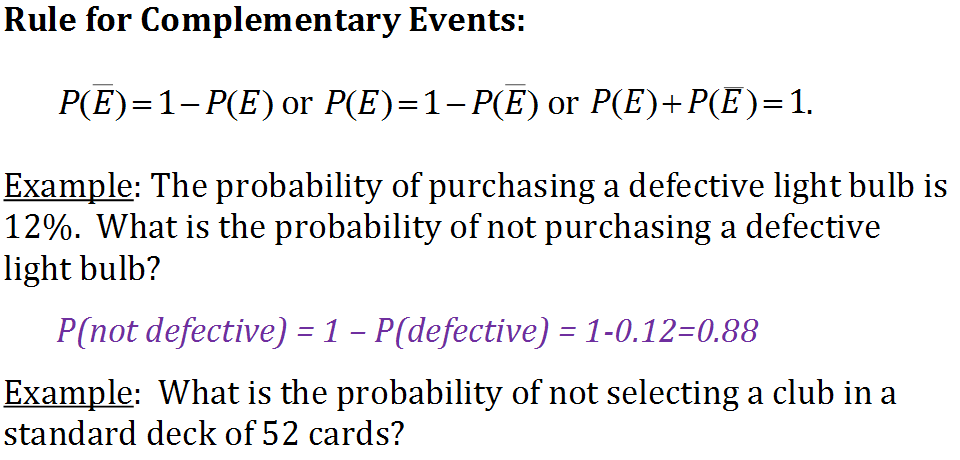 Rule for Complementary Events:
P(E̅)=1−P(E) or P(E)=1−P(E̅) or P(E)+P(E̅)=1.
Example: The probability of purchasing a defective light bulb is
12%. What is the probability of not purchasing a defective
light bulb?
P(not defective) = 1 – P(defective) = 1-0.12=0.88
Example: What is the probability of not selecting a club in a
standard deck of 52 cards?